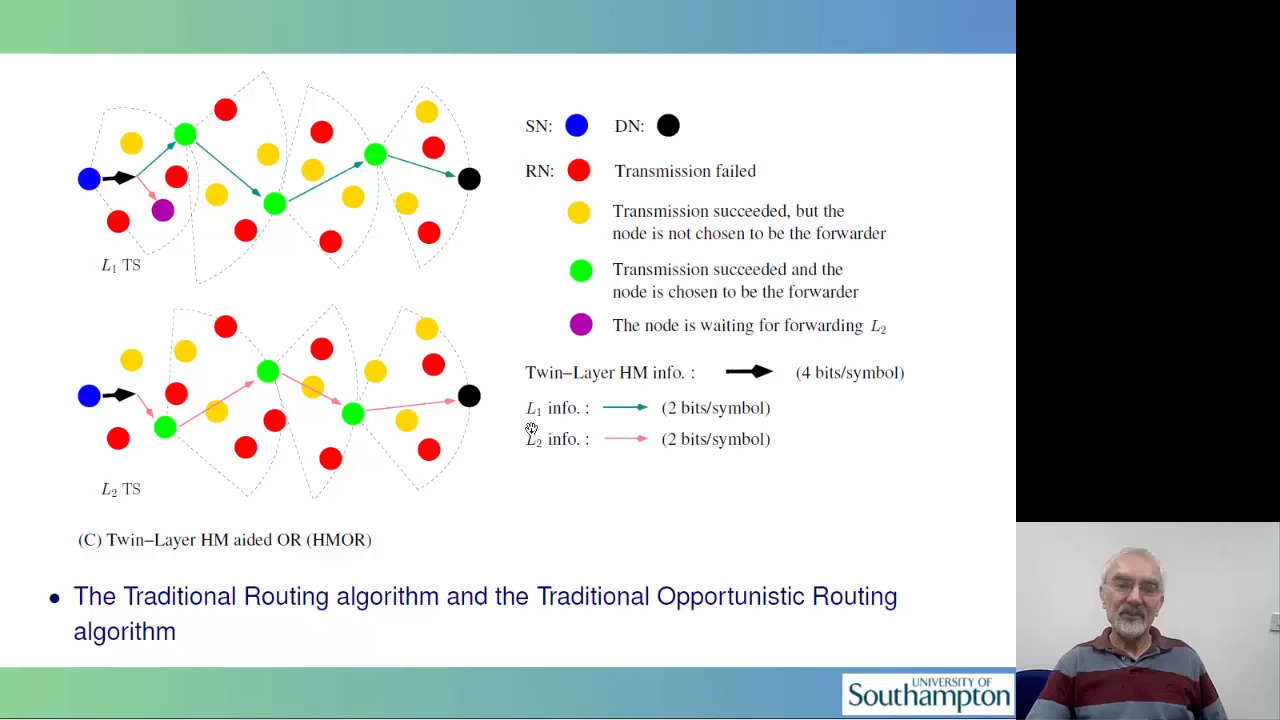 SN:
DN:
RN:
Transmission failed
Transmission succeeded, but the
node is not chosen to be the forwarder
Transmission succeeded and the
node is chosen to be the forwarder
The node is waiting for forwarding L2
Twin−Layer HM info. :
(4 bits/symbol)
L1 info. :
(2 bits/symbol)
L2 info. :
(2 bits/symbol)
L1 TS
L2 TS
(C) Twin−Layer HM aided OR (HMOR)
• The Traditional Routing algorithm and the Traditional Opportunistic Routing
algorithm
UNIVERSITY OF
Southampton